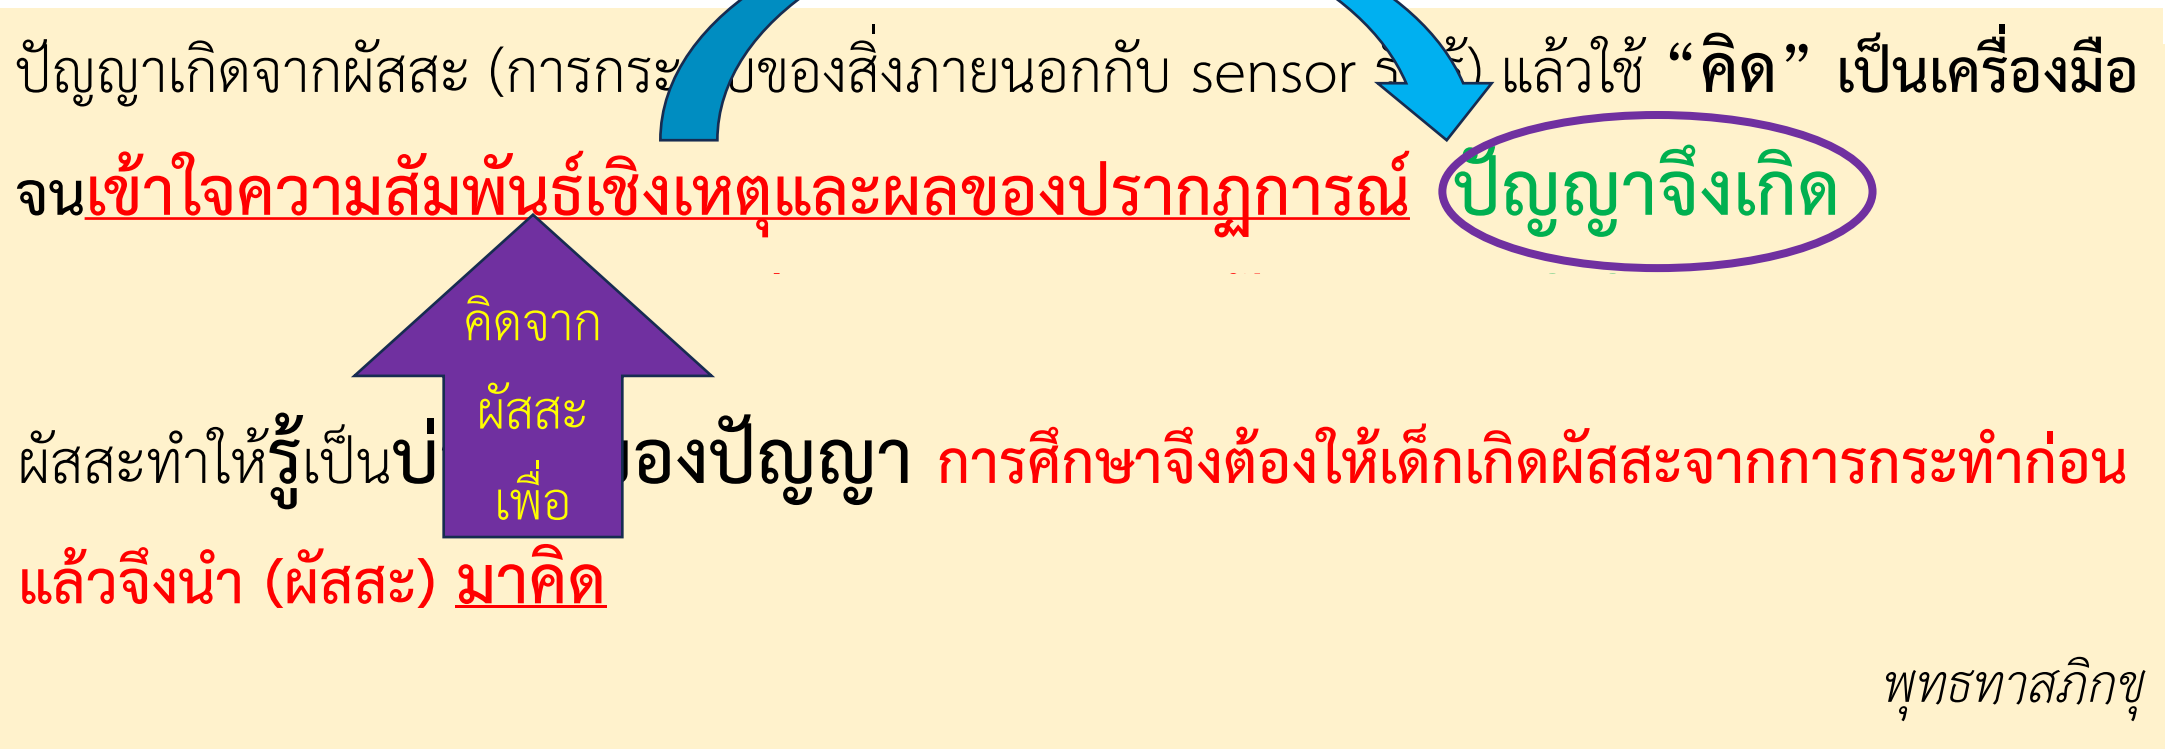 ปัญญาเกิดจากผัสสะ (การกระ บของสิ่งภายนอกกับ sensor แล้วใช้ “คิด” เป็นเครื่องมือ
จนเข้าใจความสัมพันธ์เชิงเหตุและผลของปรากฏการณ์ ปัญญาจึงเกิด
คิดจาก
ผัสสะ
เพื่อ
ผัสสะทำให้รู้เป็น ของปัญญา การศึกษาจึงต้องให้เด็กเกิดผัสสะจากการกระทำก่อน
แล้วจึงนำ (ผัสสะ) มาคิด
พุทธทาสภิกขุ